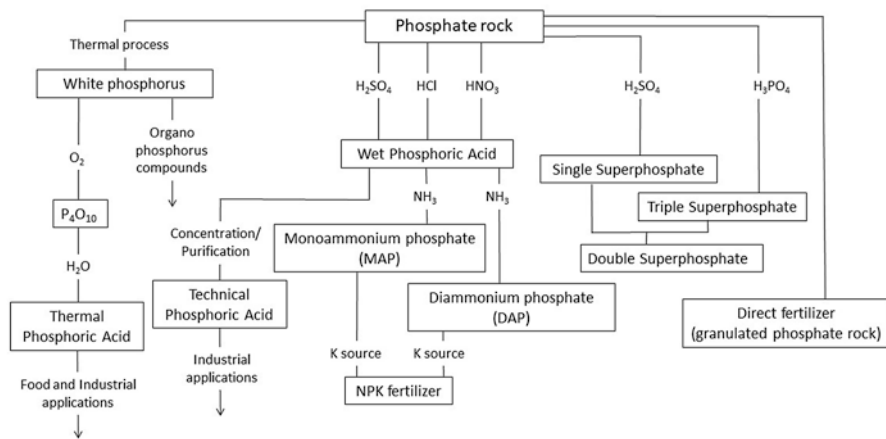 Phosphate rock
Thermal process
White phosphorus
H₂SO₄
HCl
HNO₃
H₂SO₄
H₃PO₄
Organo
phosphorus
compounds
O₂
Wet Phosphoric Acid
Single Superphosphate
NH₃
NH₃
P₄O₁₀
Triple Superphosphate
Concentration/
Purification
Monoammonium phosphate
(MAP)
Double Superphosphate
H₂O
Technical
Phosphoric Acid
Diammonium phosphate
(DAP)
Direct fertilizer
(granulated phosphate rock)
Thermal
Phosphoric Acid
Industrial
applications
K source
K source
Food and Industrial
applications
NPK fertilizer